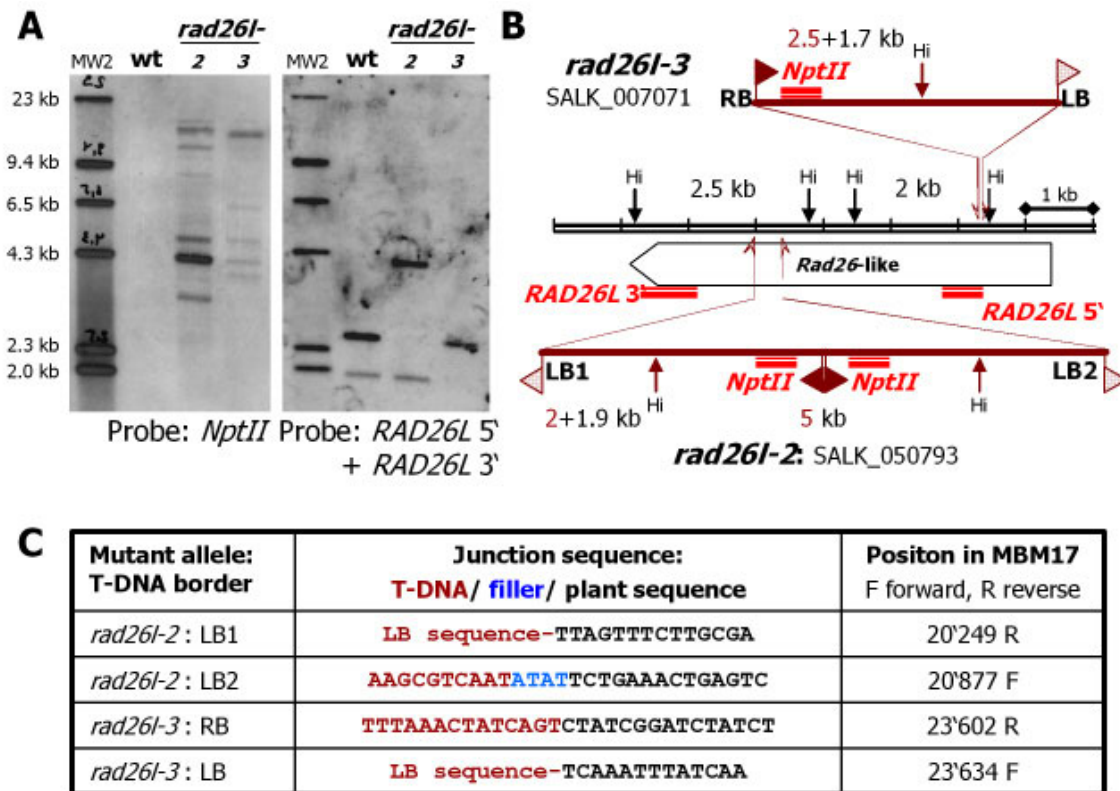 A
rad26l-
rad26l-
MW2 wt 2 3
MW2 wt 2 3
23 kb
9.4 kb
6.5 kb
4.3 kb
2.3 kb
2.0 kb
Probe: NptII
Probe: RAD26L 5‘
+ RAD26L 3‘
B
rad26l-3
SALK_007071
2.5+1.7 kb
NptII
Hi
RB
LB
Hi
2.5 kb
Hi
Hi
2 kb
Hi
1 kb
Rad26-like
RAD26L 3‘
RAD26L 5‘
LB1
LB2
NptII
NptII
Hi
Hi
2+1.9 kb
5 kb
rad26l-2: SALK_050793
C
Mutant allele:
T-DNA border
Junction sequence:
T-DNA/ filler/ plant sequence
Positon in MBM17
F forward, R reverse
rad26l-2 : LB1
LB sequence-TTAGTTTCTTGCGA
20‘249 R
rad26l-2 : LB2
AAGCGTCAATATATTCTGAAACTGAGTC
20‘877 F
rad26l-3 : RB
TTTAAACTATCAGTCTATCGGATCTATCT
23‘602 R
rad26l-3 : LB
LB sequence-TCAAATTTATCAA
23‘634 F